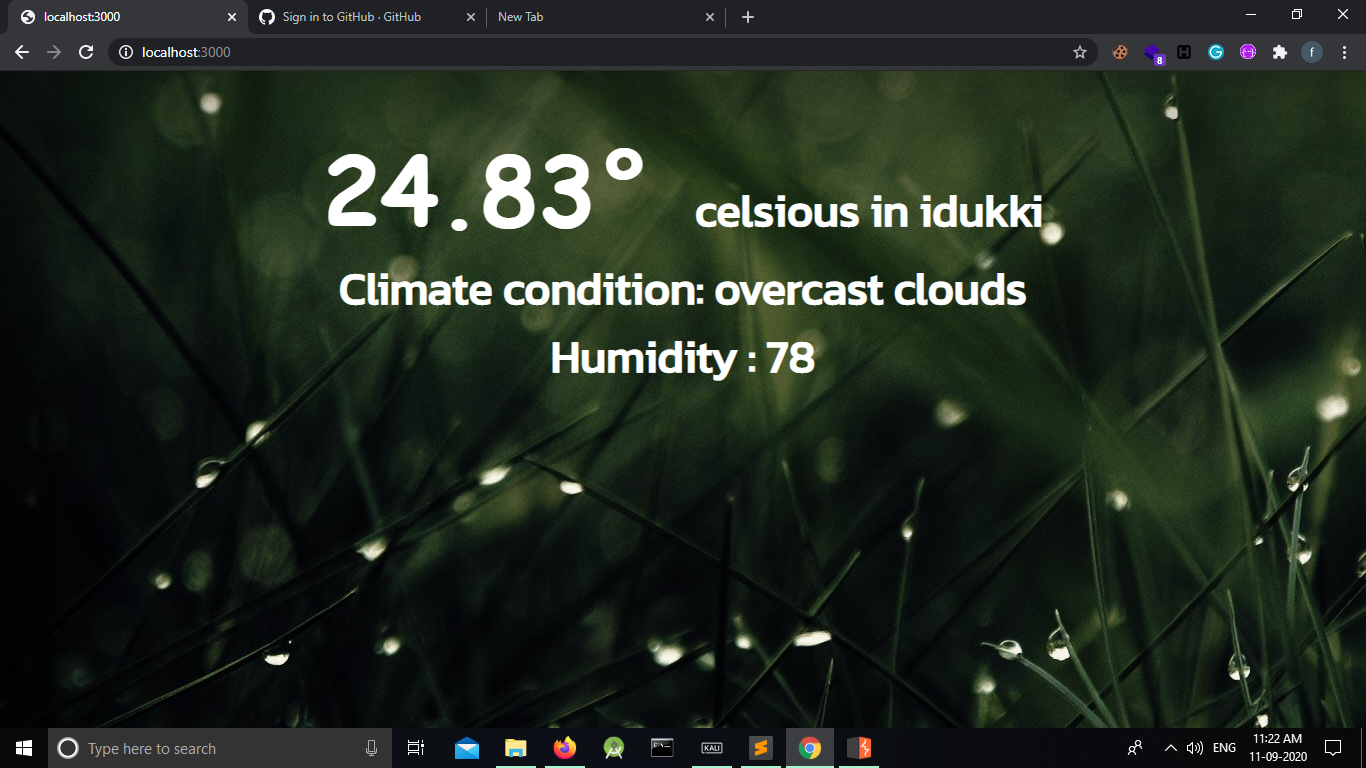 localhost:3000
Sign in to GitHub · GitHub
New Tab
localhost:3000
8
H
G
f
24.83° celsious in idukki
Climate condition: overcast clouds
Humidity : 78
Type here to search
KALI
ENG
11:22 AM
11-09-2020